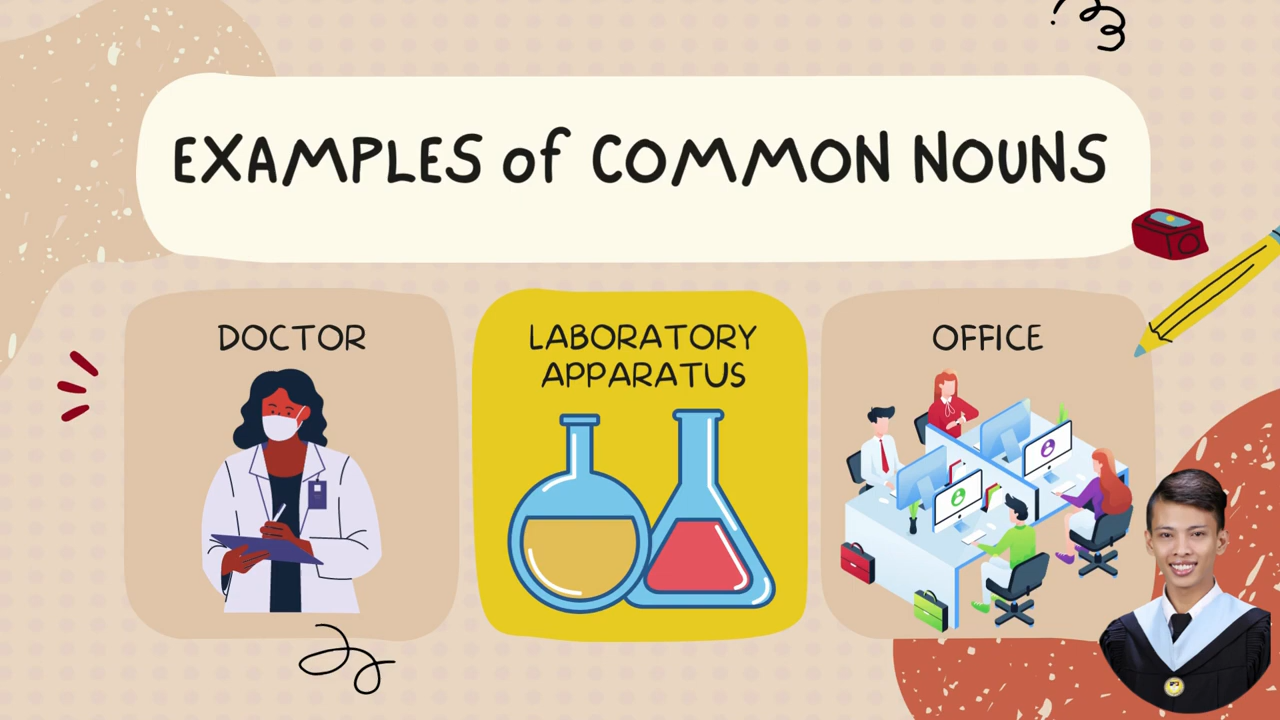 EXAMPLES of COMMON NOUNS
DOCTOR
LABORATORY
APPARATUS
OFFICE